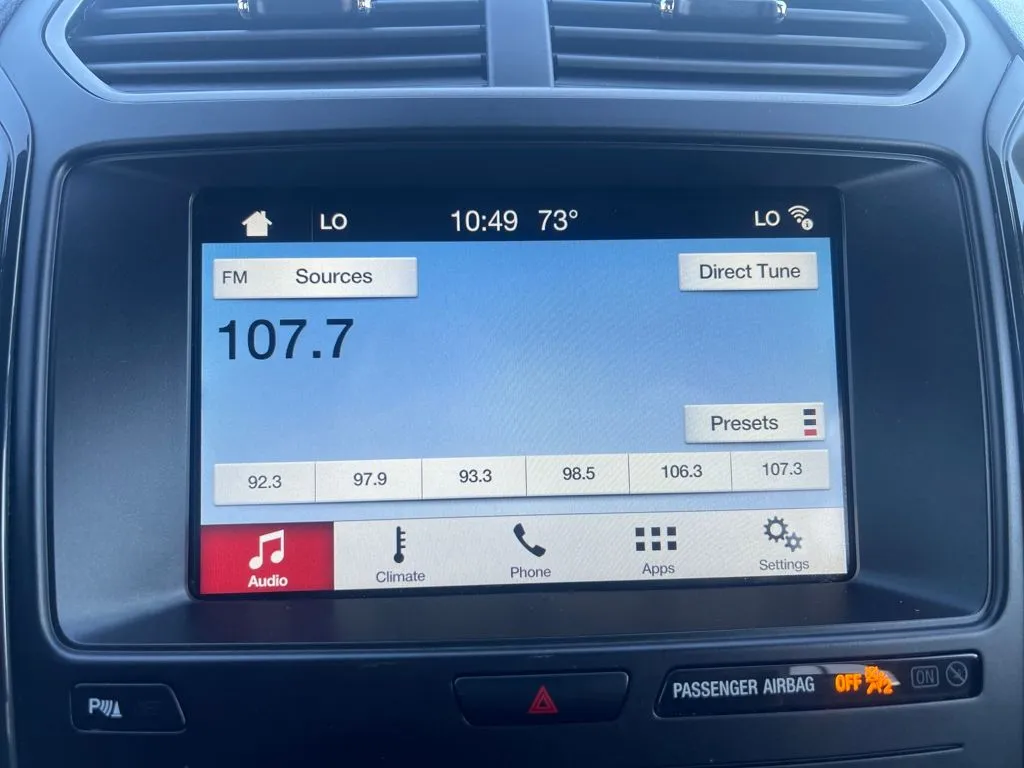 LO 10:49 73° LO
FM Sources Direct Tune
107.7
Presets
92.3 97.9 93.3 98.5 106.3 107.3
Audio Climate Phone Apps Settings
P PASSENGER AIRBAG OFF ON